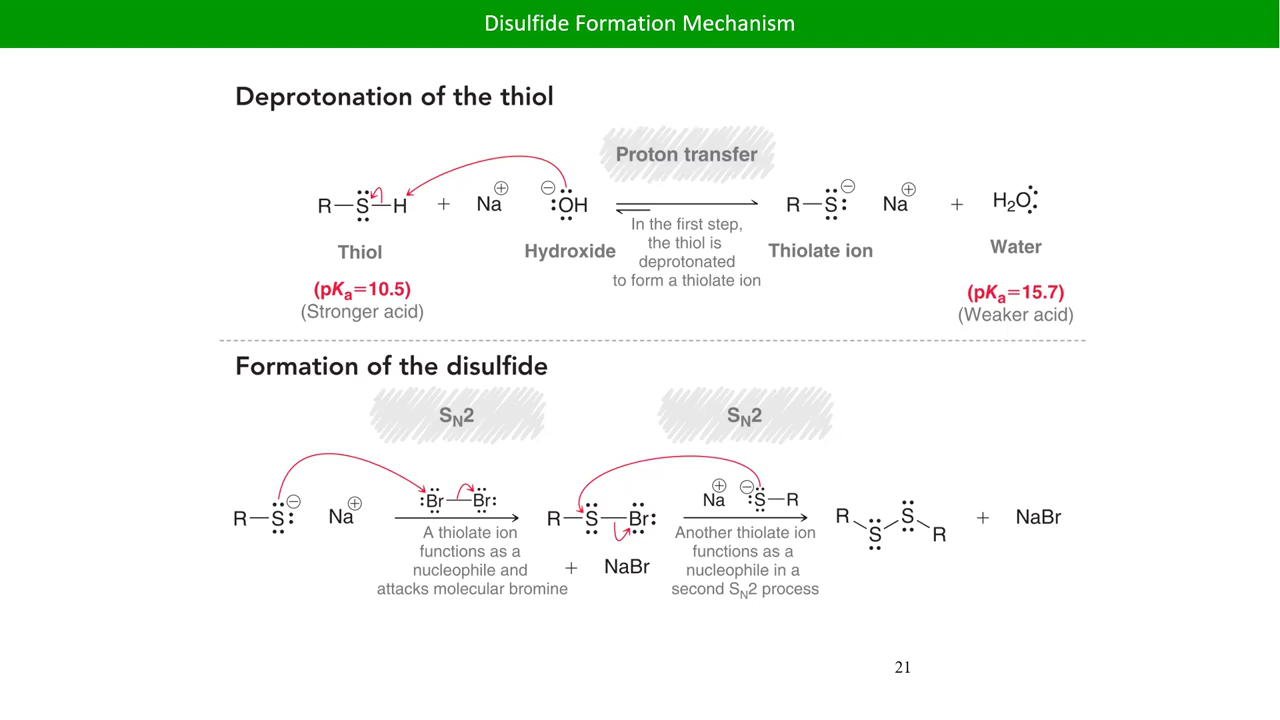 Disulfide Formation Mechanism
Deprotonation of the thiol
Proton transfer
R—S—H + Na⊕ ⊖:OH ⇌ R—S:⊖ Na⊕ + H₂O
In the first step,
the thiol is
deprotonated
to form a thiolate ion
Thiol
Hydroxide
Thiolate ion
Water
(pKₐ=10.5)
(Stronger acid)
(pKₐ=15.7)
(Weaker acid)
Formation of the disulfide
S_N2
S_N2
R—S:⊖ Na⊕
:Br—Br:
A thiolate ion
functions as a
nucleophile and
attacks molecular bromine
R—S—Br:
+ NaBr
Na⊕ ⊖:S—R
Another thiolate ion
functions as a
nucleophile in a
second S_N2 process
R—S—S—R + NaBr
21